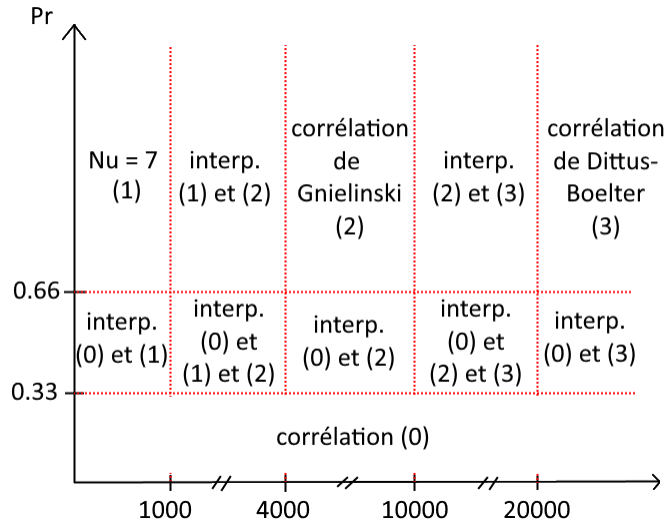 Pr
Nu = 7
(1)
interp.
(1) et (2)
corrélation
de
Gnielinski
(2)
interp.
(2) et (3)
corrélation
de Dittus-
Boelter
(3)
0.66
interp.
(0) et (1)
interp.
(0) et
(1) et (2)
interp.
(0) et (2)
interp.
(0) et
(2) et (3)
interp.
(0) et (3)
0.33
corrélation (0)
1000
4000
10000
20000